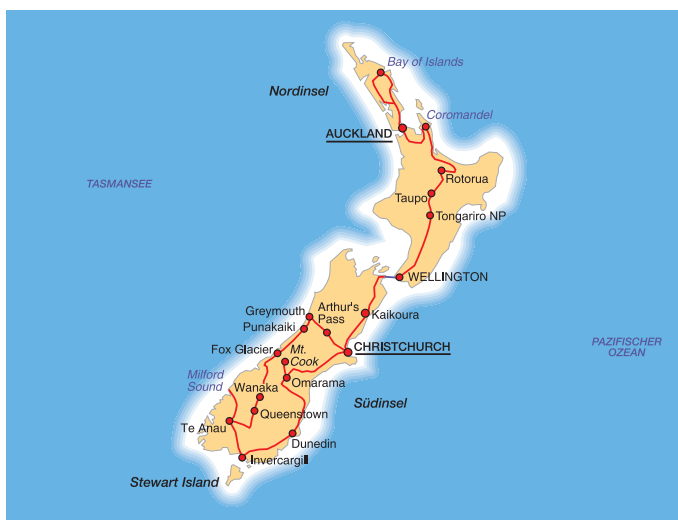 Bay of Islands
Nordinsel
Coromandel
AUCKLAND
Rotorua
TASMANSEE
Taupo
Tongariro NP
WELLINGTON
Greymouth
Arthur's
Pass
Kaikoura
Punakaiki
Fox Glacier
Mt.
Cook
CHRISTCHURCH
PAZIFISCHER
OZEAN
Milford
Sound
Wanaka
Omarama
Südinsel
Queenstown
Te Anau
Dunedin
Invercargill
Stewart Island